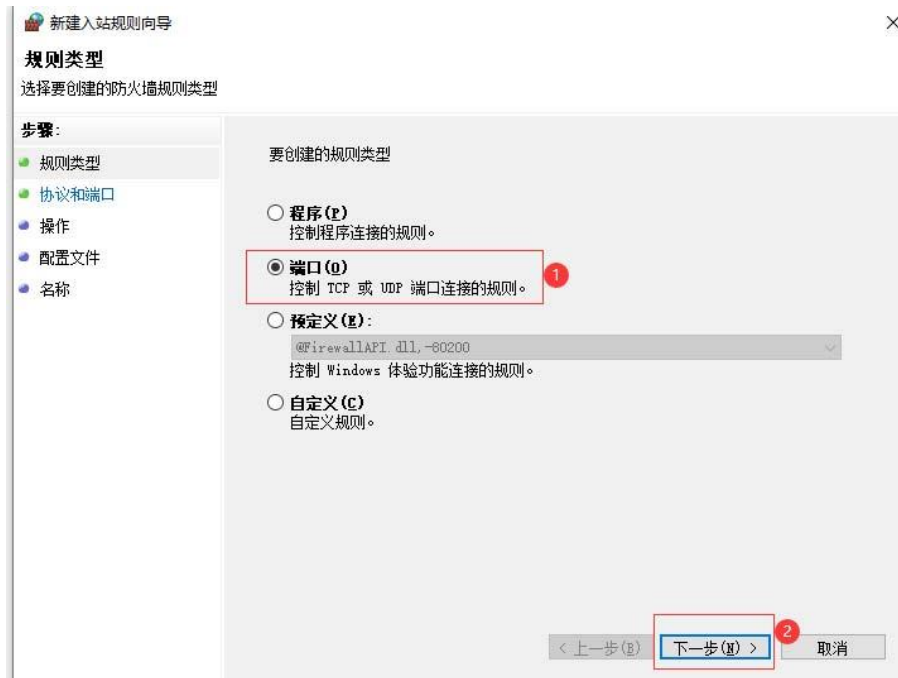 新建入站规则向导
规则类型
选择要创建的防火墙规则类型
步骤:
规则类型
协议和端口
操作
配置文件
名称
要创建的规则类型
程序(P)
控制程序连接的规则。
端口(O)
控制 TCP 或 UDP 端口连接的规则。
1
预定义(E):
@FirewallAPI.dll,-80200
控制 Windows 体验功能连接的规则。
自定义(C)
自定义规则。
< 上一步(B)
下一步(N) >
2
取消